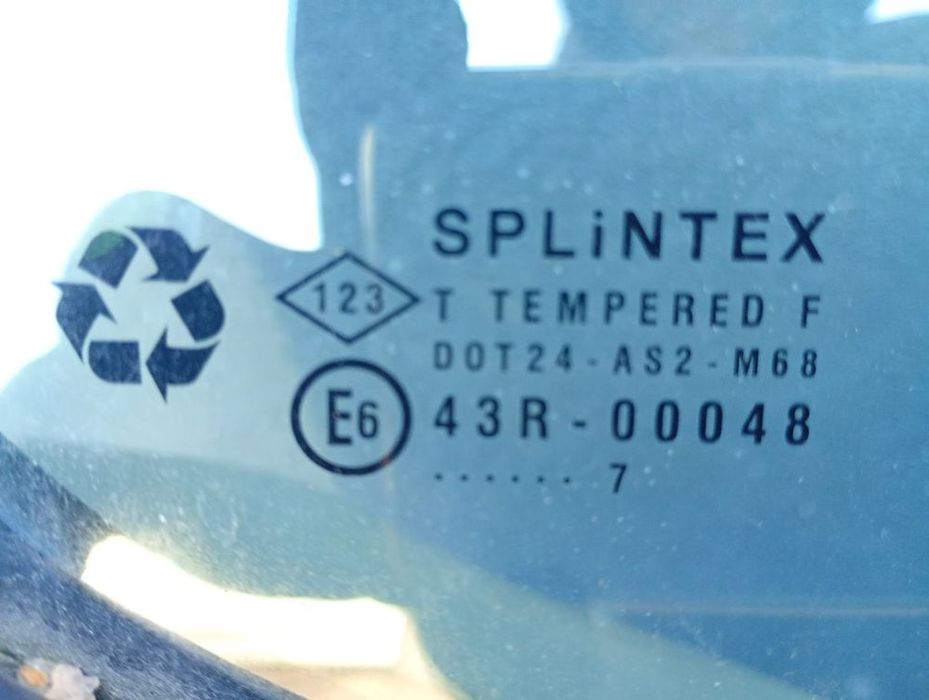 SPLiNTEX
123
T TEMPERED F
DOT24-AS2-M68
E6
43R-00048
...... 7